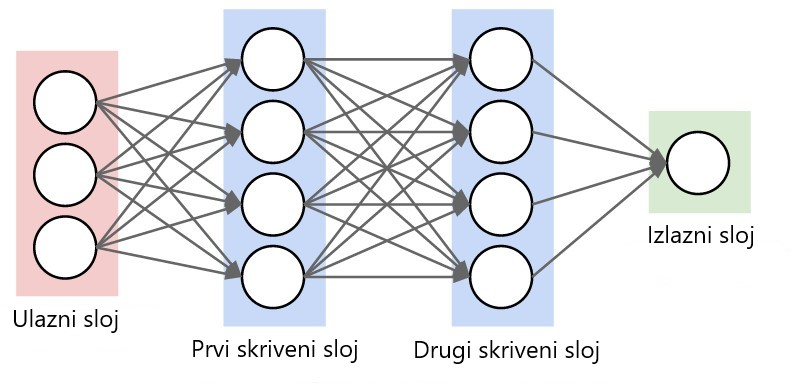 Ulazni sloj
Prvi skriveni sloj
Drugi skriveni sloj
Izlazni sloj